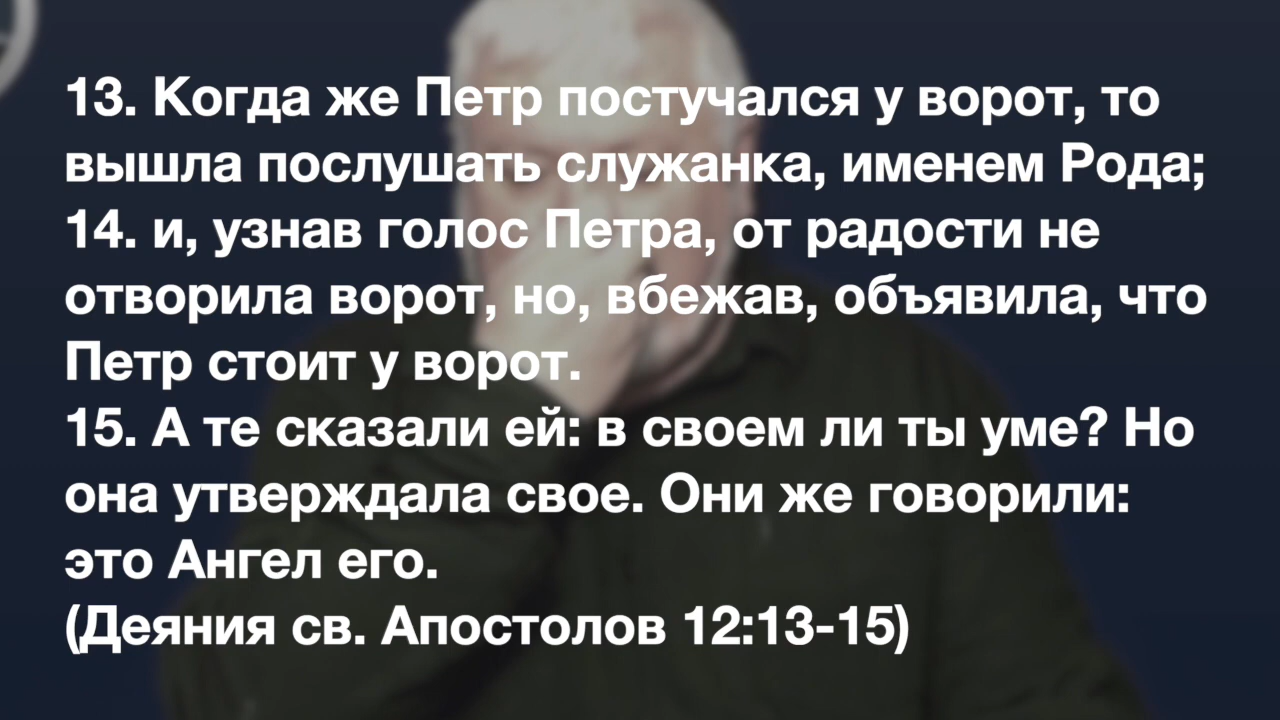 13. Когда же Петр постучался у ворот, то
вышла послушать служанка, именем Рода;
14. и, узнав голос Петра, от радости не
отворила ворот, но, вбежав, объявила, что
Петр стоит у ворот.
15. А те сказали ей: в своем ли ты уме? Но
она утверждала свое. Они же говорили:
это Ангел его.
(Деяния св. Апостолов 12:13-15)